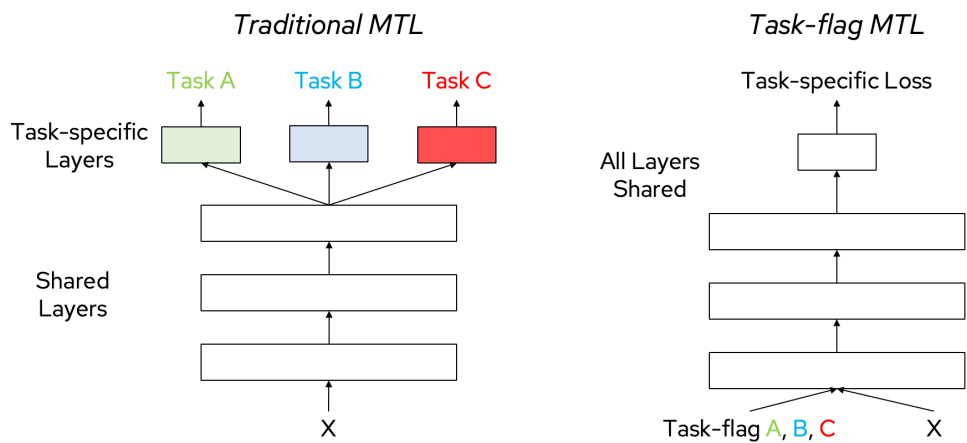 Traditional MTL
Task A
Task B
Task C
Task-specific
Layers
Shared
Layers
X
Task-flag MTL
Task-specific Loss
All Layers
Shared
Task-flag A, B, C
X